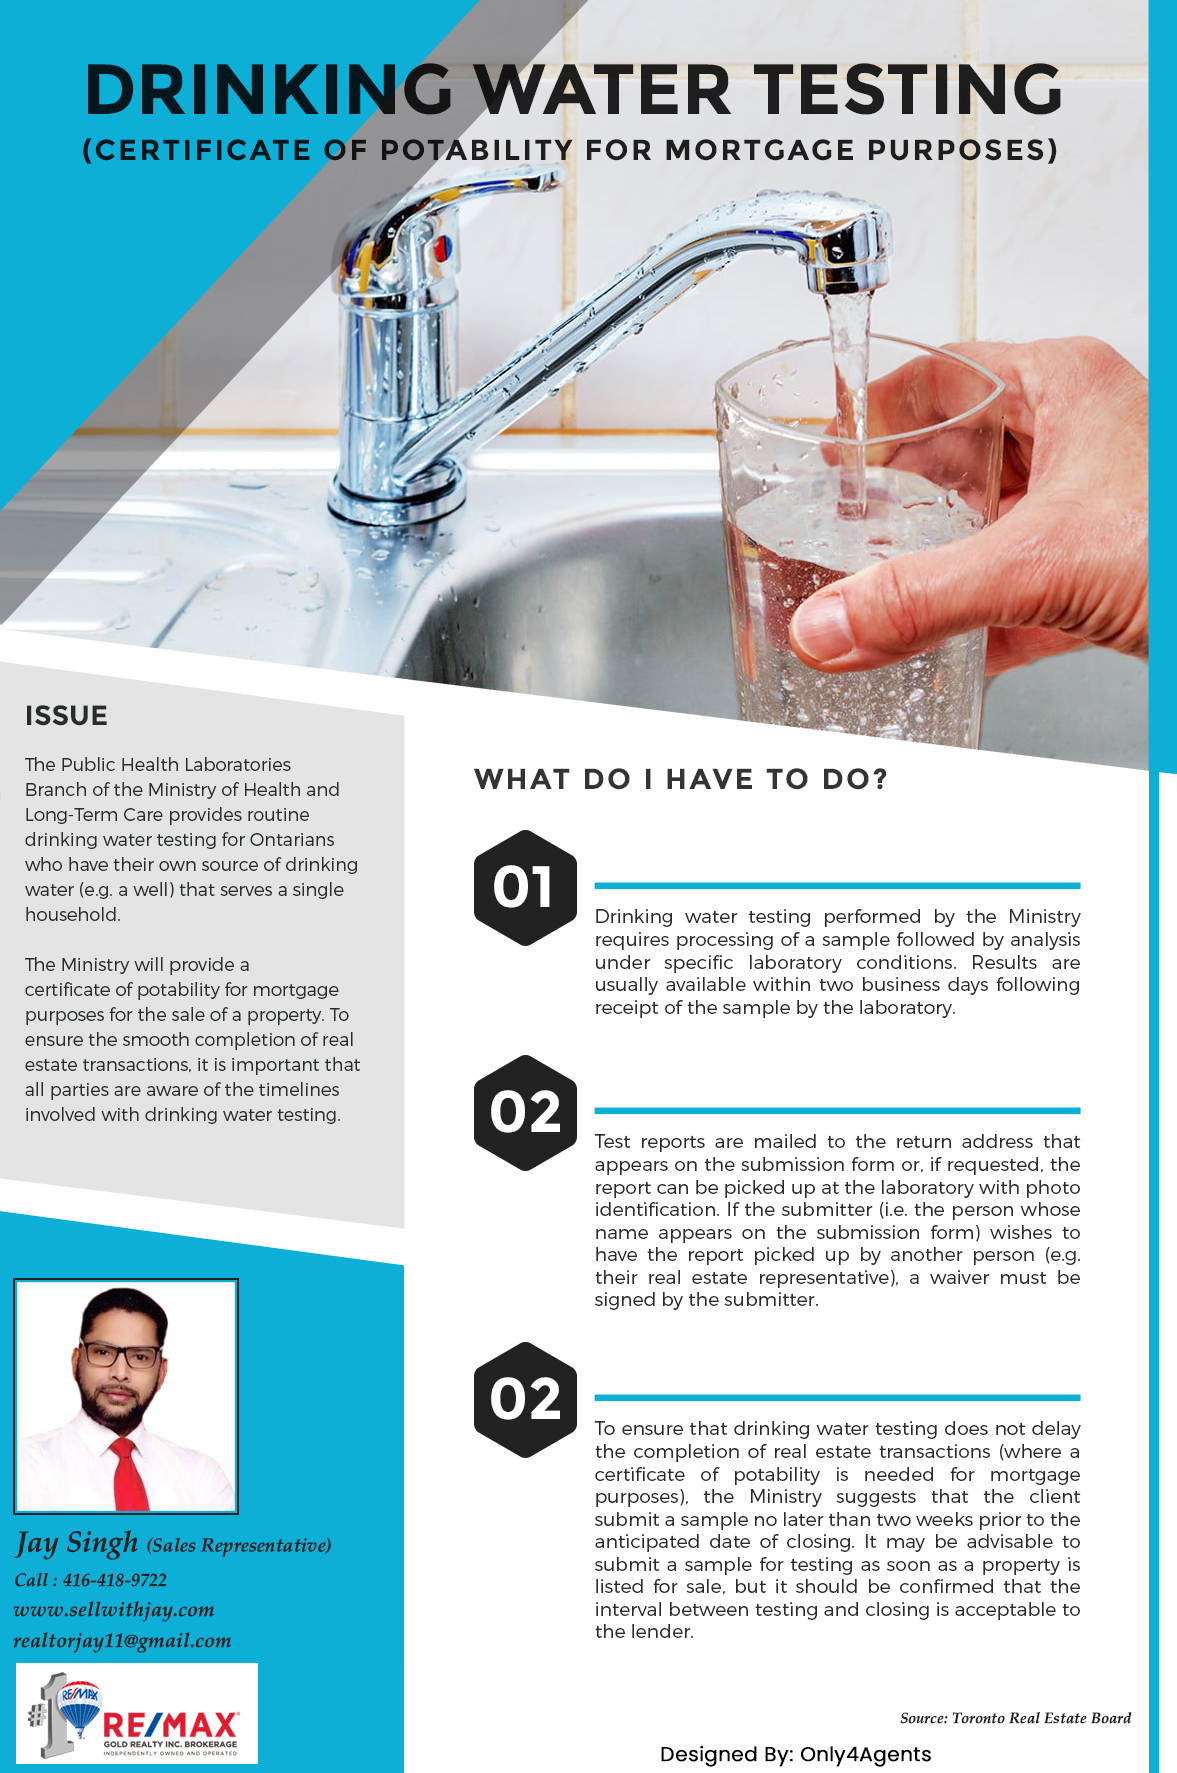 DRINKING WATER TESTING
(CERTIFICATE OF POTABILITY FOR MORTGAGE PURPOSES)
ISSUE
The Public Health Laboratories
Branch of the Ministry of Health and
Long-Term Care provides routine
drinking water testing for Ontarians
who have their own source of drinking
water (e.g. a well) that serves a single
household.
The Ministry will provide a
certificate of potability for mortgage
purposes for the sale of a property. To
ensure the smooth completion of real
estate transactions, it is important that
all parties are aware of the timelines
involved with drinking water testing.
WHAT DO I HAVE TO DO?
01
Drinking water testing performed by the Ministry
requires processing of a sample followed by analysis
under specific laboratory conditions. Results are
usually available within two business days following
receipt of the sample by the laboratory.
02
Test reports are mailed to the return address that
appears on the submission form or, if requested, the
report can be picked up at the laboratory with photo
identification. If the submitter (i.e. the person whose
name appears on the submission form) wishes to
have the report picked up by another person (e.g.
their real estate representative), a waiver must be
signed by the submitter.
02
To ensure that drinking water testing does not delay
the completion of real estate transactions (where a
certificate of potability is needed for mortgage
purposes), the Ministry suggests that the client
submit a sample no later than two weeks prior to the
anticipated date of closing. It may be advisable to
submit a sample for testing as soon as a property is
listed for sale, but it should be confirmed that the
interval between testing and closing is acceptable to
the lender.
Jay Singh (Sales Representative)
Call : 416-418-9722
www.sellwithjay.com
realtorjay11@gmail.com
#1
RE/MAX
RE/MAX
GOLD REALTY INC. BROKERAGE
INDEPENDENTLY OWNED AND OPERATED
Source: Toronto Real Estate Board
Designed By: Only4Agents